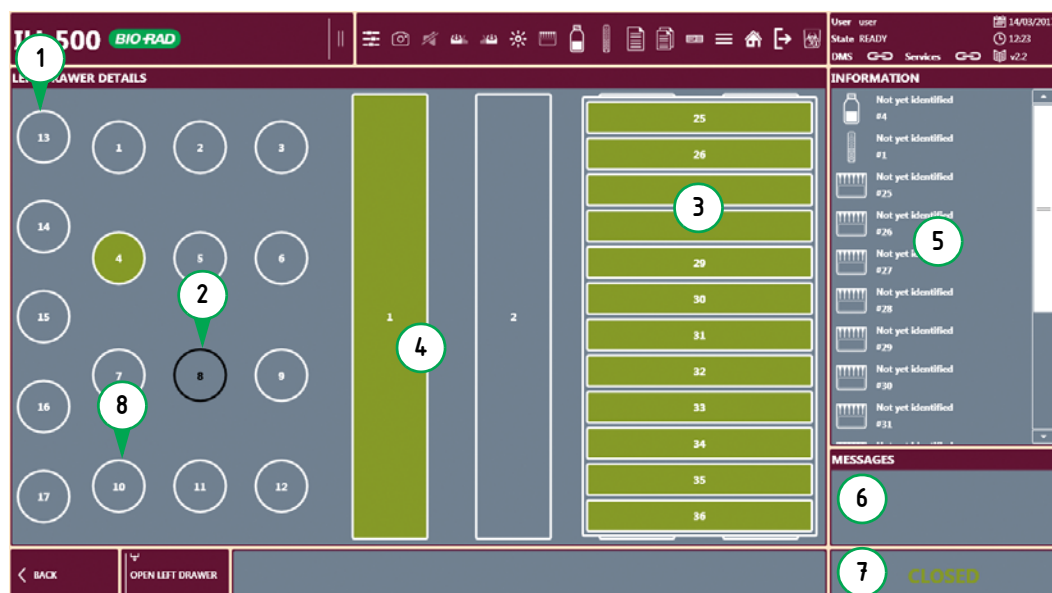 IH-500 BIO-RAD
User user
14/03/201
State READY
12:23
DMS Services v2.2
LEFT DRAWER DETAILS
INFORMATION
1
13
1
2
3
14
4
5
6
2
15
7
8
9
8
16
17
10
11
12
1
4
2
25
26
3
29
30
31
32
33
34
35
36
Not yet identified
#4
Not yet identified
#1
Not yet identified
#25
Not yet identified
#26
5
Not yet identified
#27
Not yet identified
#28
Not yet identified
#29
Not yet identified
#30
Not yet identified
#31
MESSAGES
6
BACK
OPEN LEFT DRAWER
7
CLOSED